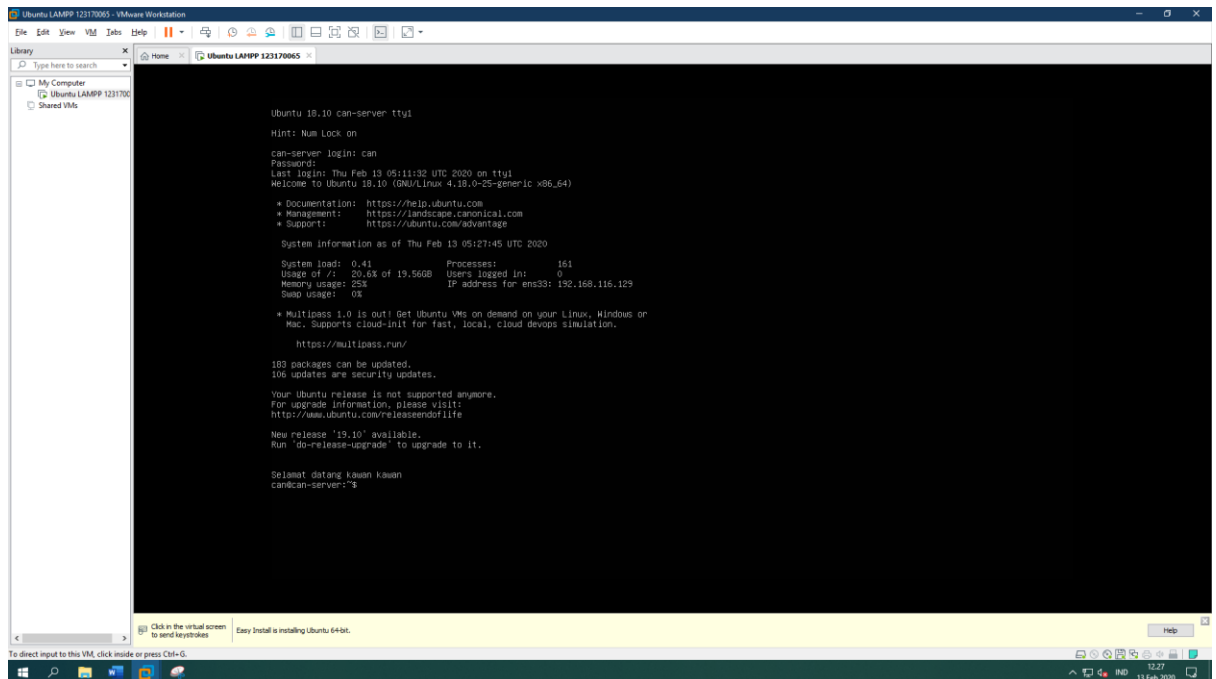 Ubuntu LAMPP 123170065 - VMware Workstation
File Edit View VM Tabs Help
Library
Type here to search
Home
Ubuntu LAMPP 123170065
My Computer
Ubuntu LAMPP 1231700
Shared VMs
Ubuntu 18.10 can-server tty1
Hint: Num Lock on
can-server login: can
Password:
Last login: Thu Feb 13 05:11:32 UTC 2020 on tty1
Welcome to Ubuntu 18.10 (GNU/Linux 4.18.0-25-generic x86_64)
* Documentation: https://help.ubuntu.com
* Management: https://landscape.canonical.com
* Support: https://ubuntu.com/advantage
System information as of Thu Feb 13 05:27:45 UTC 2020
System load: 0.41 Processes: 161
Usage of /: 20.6% of 19.56GB Users logged in: 0
Memory usage: 25% IP address for ens33: 192.168.116.129
Swap usage: 0%
* Multipass 1.0 is out! Get Ubuntu VMs on demand on your Linux, Windows or
Mac. Supports cloud-init for fast, local, cloud devops simulation.
https://multipass.run/
183 packages can be updated.
106 updates are security updates.
Your Ubuntu release is not supported anymore.
For upgrade information, please visit:
http://www.ubuntu.com/releaseendoflife
New release '19.10' available.
Run 'do-release-upgrade' to upgrade to it.
Selamat datang kawan kawan
can@can-server:~$
Click in the virtual screen
to send keystrokes
Easy Install is installing Ubuntu 64-bit.
Help
To direct input to this VM, click inside or press Ctrl+G.
IND
12.27
13 Feb 2020